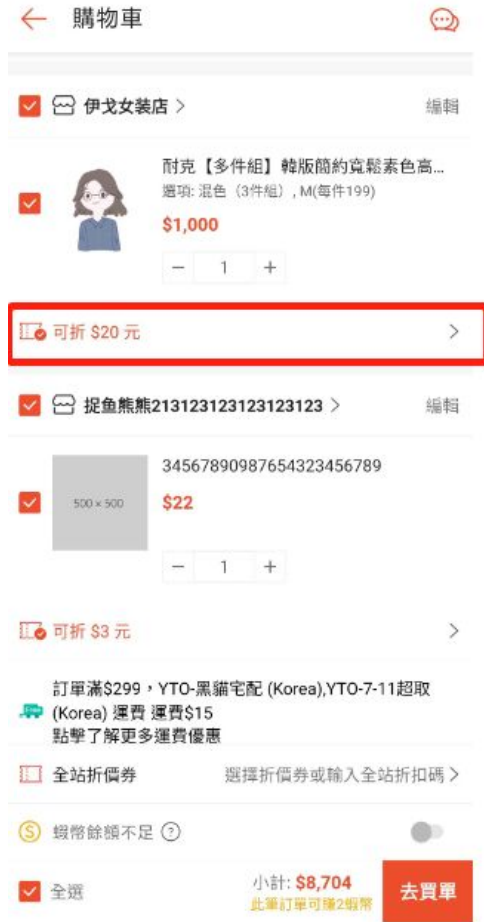 購物車
伊戈女装店
編輯
耐克【多件組】韓版簡約寬鬆素色高...
選項: 混色（3件組）, M(每件199)
$1,000
1
可折 $20 元
捉鱼熊熊213123123123123123
編輯
34567890987654323456789
500 × 500
$22
1
可折 $3 元
訂單滿$299，YTO-黑貓宅配 (Korea),YTO-7-11超取
(Korea) 運費 運費$15
點擊了解更多運費優惠
全站折價券
選擇折價券或輸入全站折扣碼
蝦幣餘額不足
全選
小計: $8,704
此筆訂單可賺2蝦幣
去買單